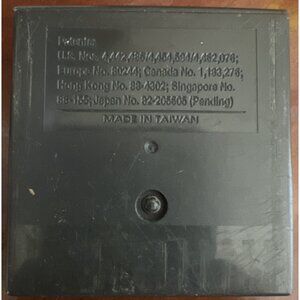 Patents:
U.S. Nos. 4,442,486/4,454,594/4,462,076;
Europe No. 80244; Canada No. 1,183,276;
Hong Kong No. 88-4302; Singapore No.
88-155; Japan No. 82-205605 (Pending)
MADE IN TAIWAN